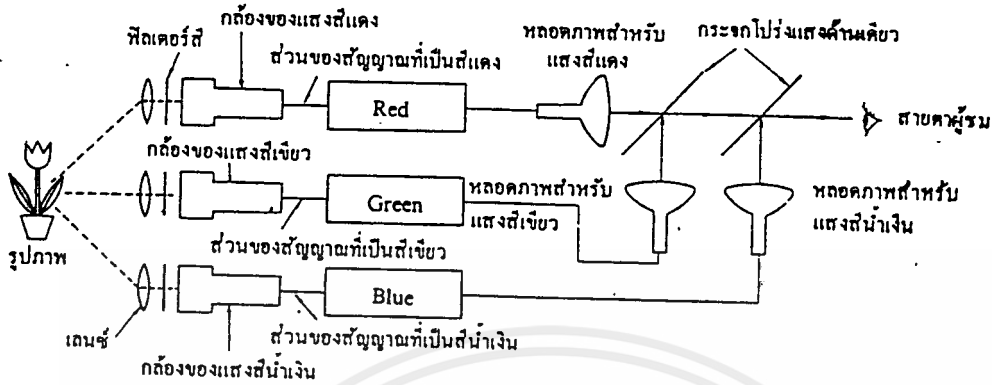 กล้องของแสงสีแดง
ฟิลเตอร์สี
ส่วนของสัญญาณที่เป็นสีแดง
หลอดภาพสำหรับ
แสงสีแดง
กระจกโปร่งแสงด้านเดียว
Red
สายตาผู้ชม
กล้องของแสงสีเขียว
Green
หลอดภาพสำหรับ
แสงสีเขียว
หลอดภาพสำหรับ
แสงสีน้ำเงิน
ส่วนของสัญญาณที่เป็นสีเขียว
รูปภาพ
Blue
เลนซ์
ส่วนของสัญญาณที่เป็นสีน้ำเงิน
กล้องของแสงสีน้ำเงิน